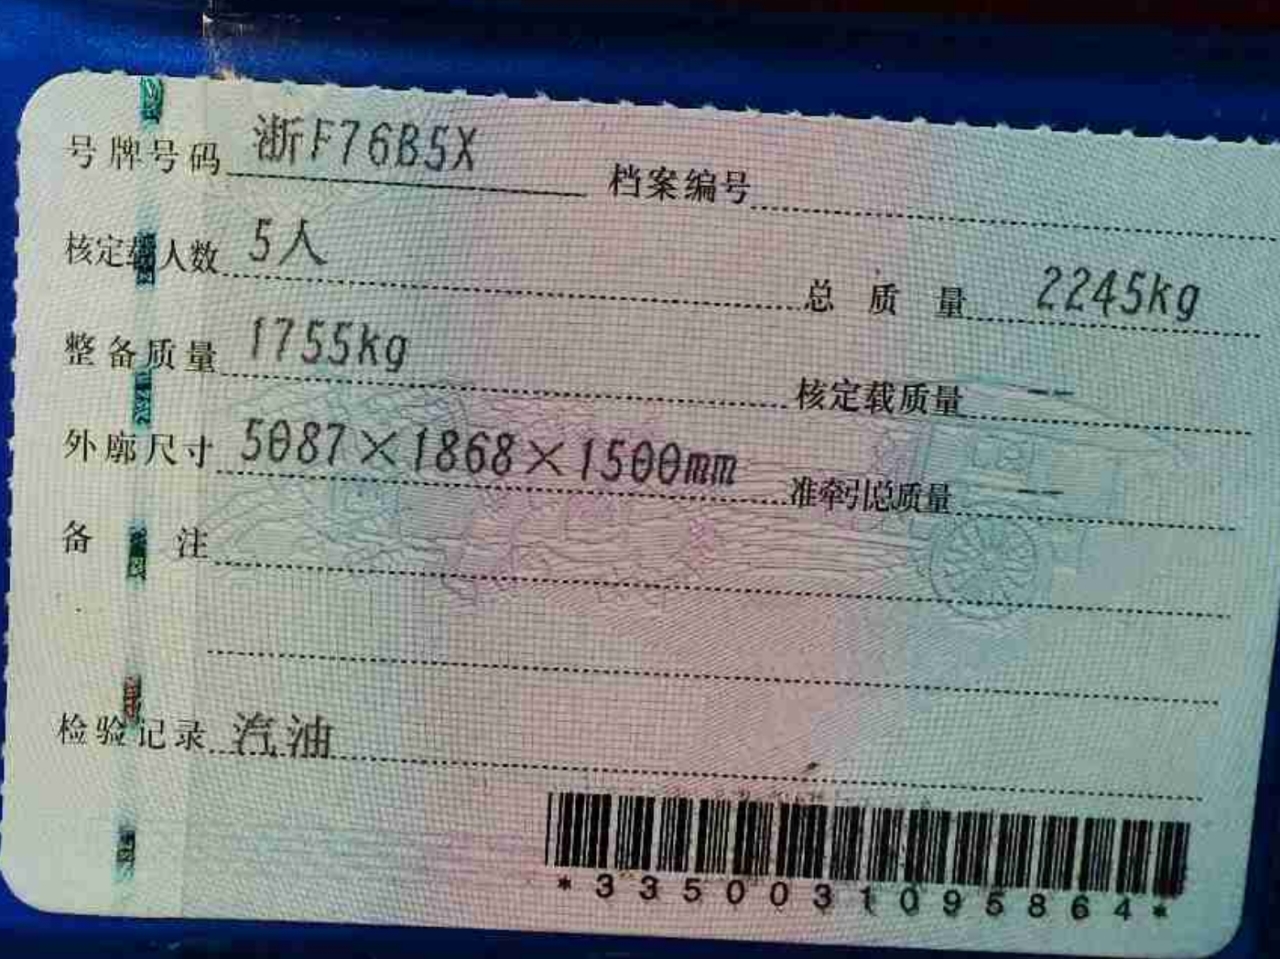 号牌号码 浙F76B5X 档案编号
核定载人数 5人 总质量 2245kg
整备质量 1755kg 核定载质量 --
外廓尺寸 5087×1868×1500mm 准牵引总质量 --
备注
检验记录 汽油
*3350031095864*